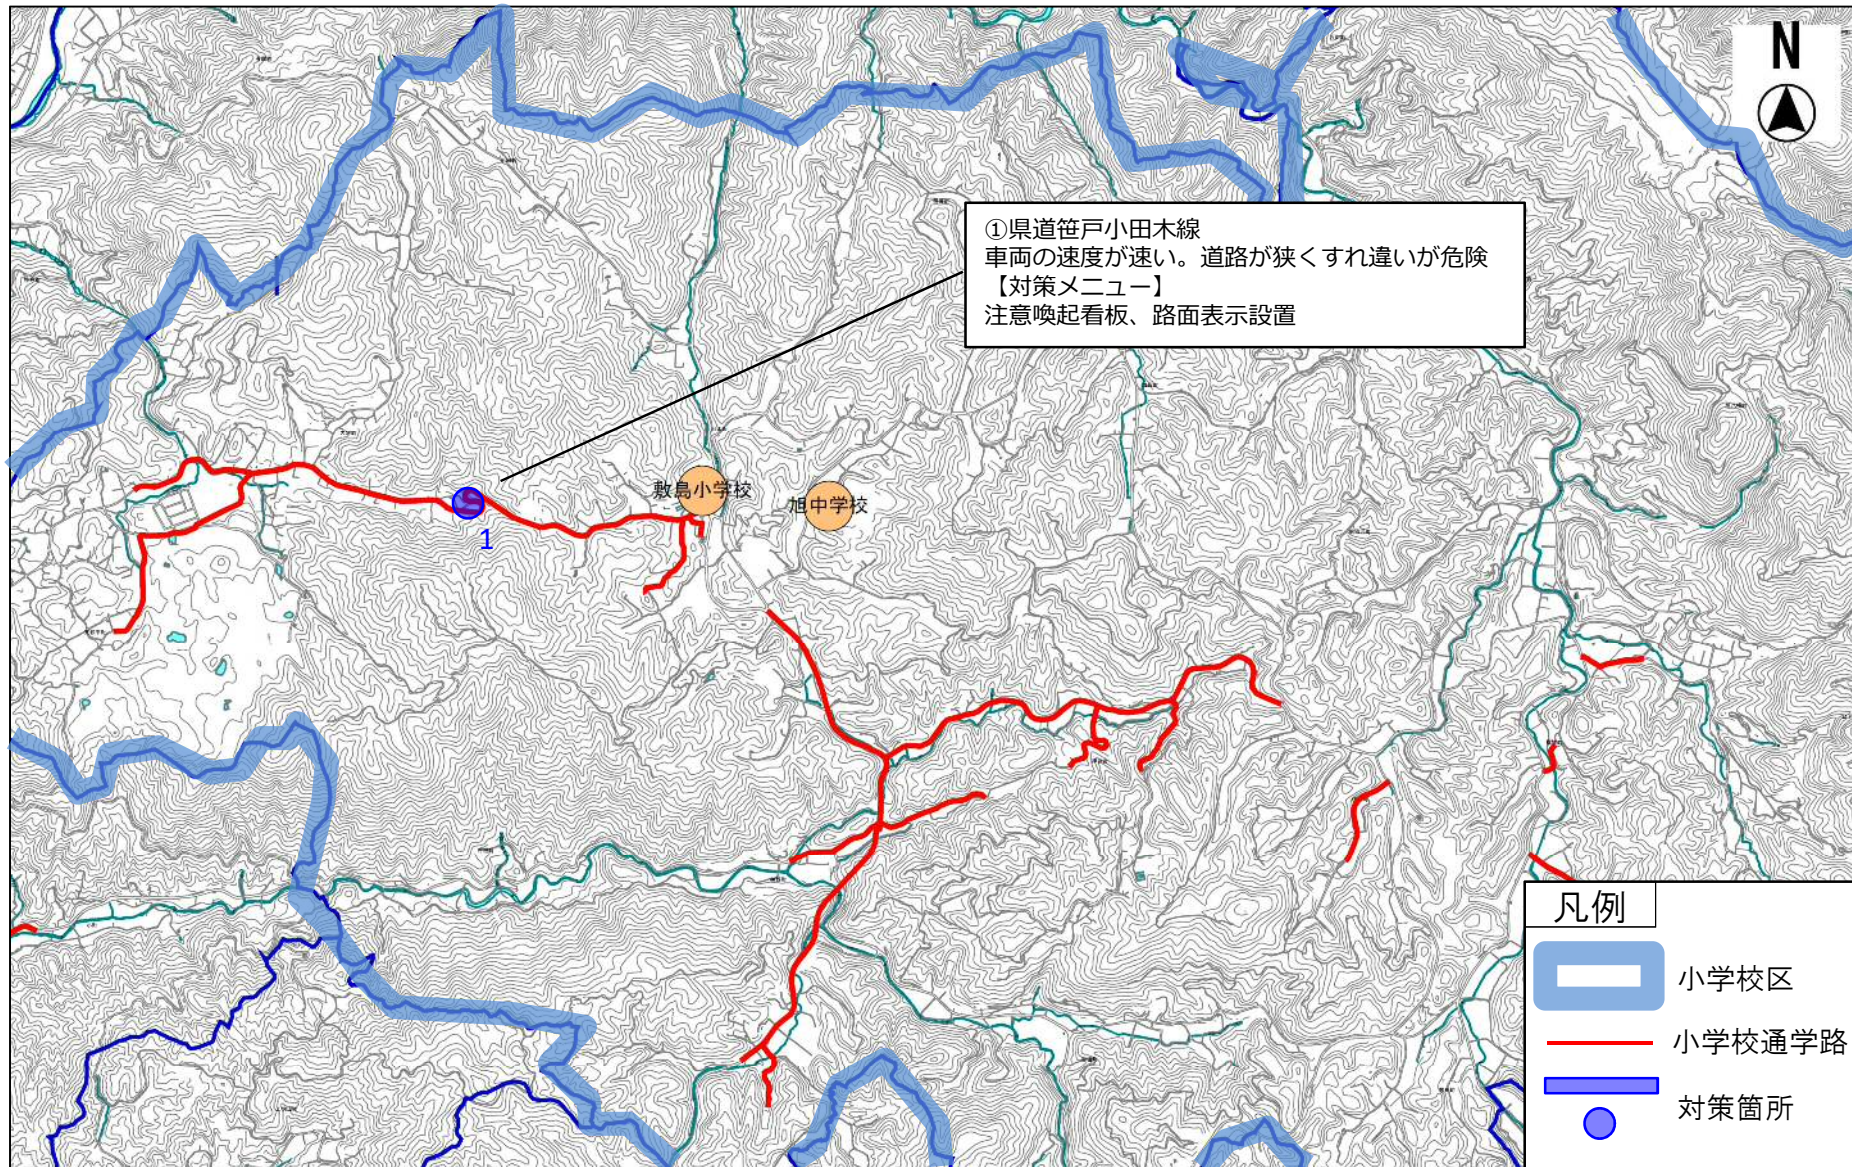 N
①県道笹戸小田木線
車両の速度が速い。道路が狭くすれ違いが危険
【対策メニュー】
注意喚起看板、路面表示設置
敷島小学校
旭中学校
1
凡例
小学校区
小学校通学路
対策箇所